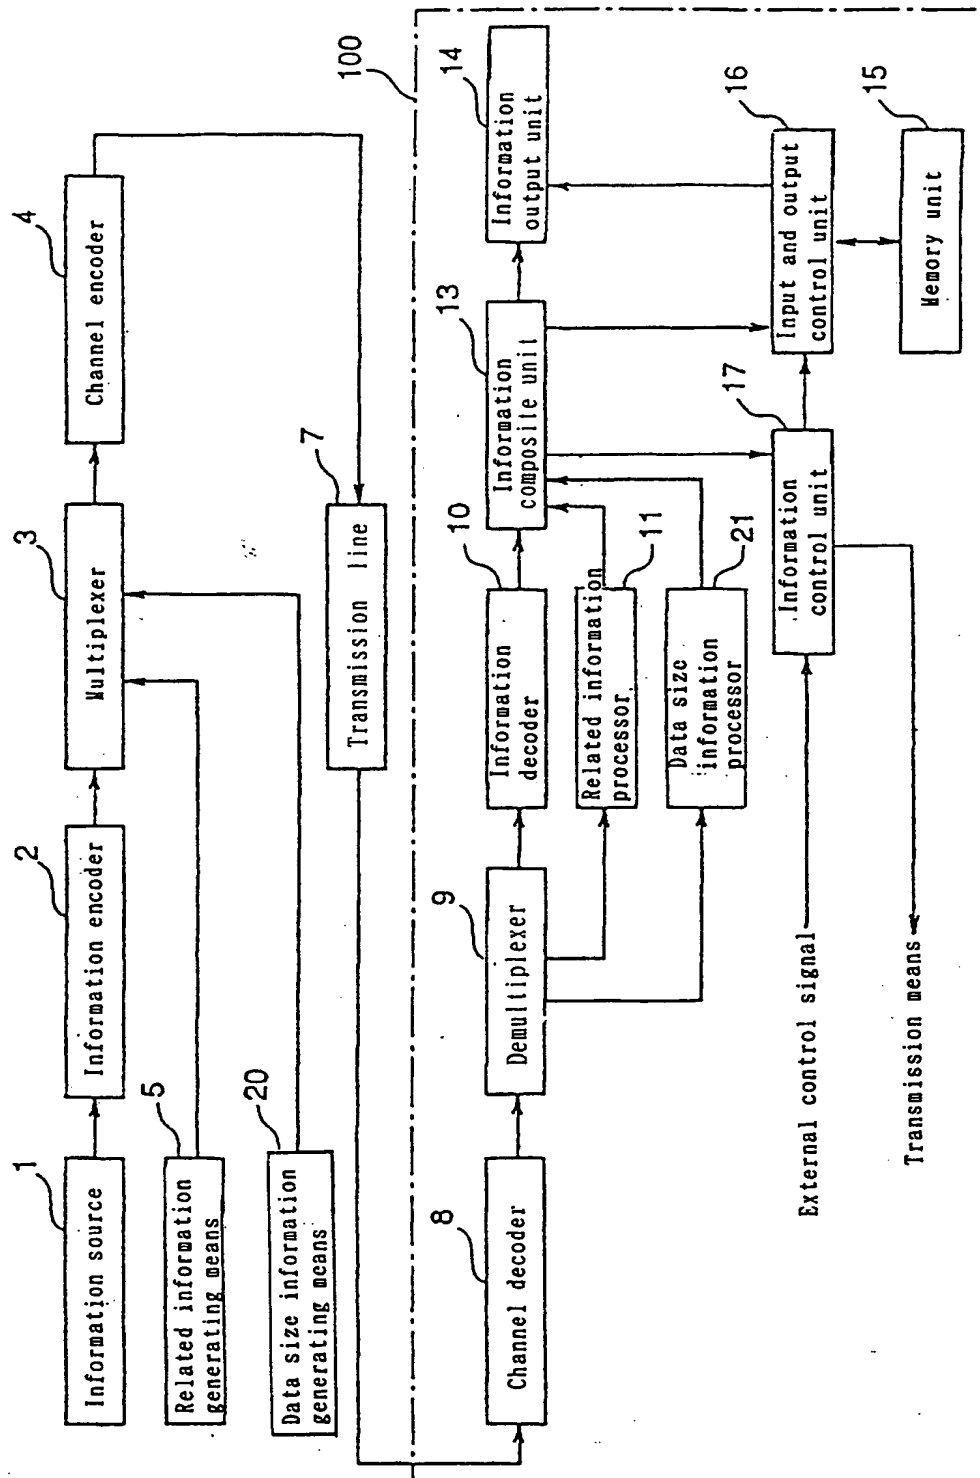 1
Information source
2
Information encoder
3
Multiplexer
4
Channel encoder
5
Related information
generating means
20
Data size information
generating means
7
Transmission line
100
8
Channel decoder
9
Demultiplexer
10
Information
decoder
13
Information
composite unit
14
Information
output unit
Related information
processor
11
Data size
information
processor
21
17
Information
control unit
16
Input and output
control unit
15
Memory unit
External control signal
Transmission means